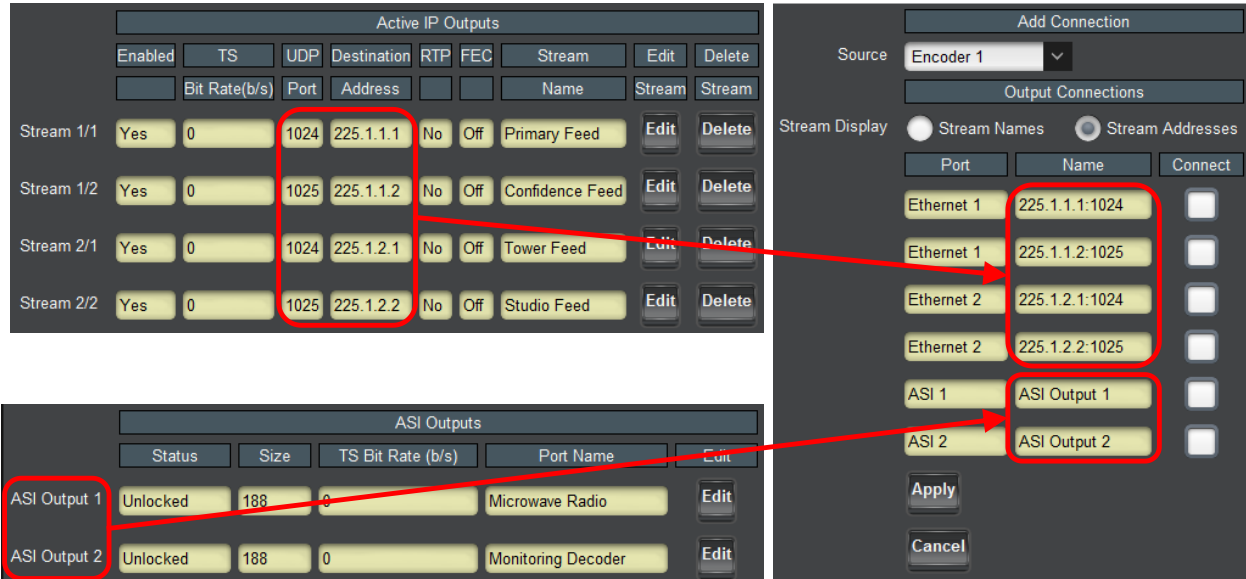 Active IP Outputs
Enabled TS UDP Destination RTP FEC Stream Edit Delete
Bit Rate(b/s) Port Address Name Stream Stream
Stream 1/1 Yes 0 1024 225.1.1.1 No Off Primary Feed Edit Delete
Stream 1/2 Yes 0 1025 225.1.1.2 No Off Confidence Feed Edit Delete
Stream 2/1 Yes 0 1024 225.1.2.1 No Off Tower Feed Edit Delete
Stream 2/2 Yes 0 1025 225.1.2.2 No Off Studio Feed Edit Delete
ASI Outputs
Status Size TS Bit Rate (b/s) Port Name Edit
ASI Output 1 Unlocked 188 0 Microwave Radio Edit
ASI Output 2 Unlocked 188 0 Monitoring Decoder Edit
Add Connection
Source Encoder 1
Output Connections
Stream Display Stream Names Stream Addresses
Port Name Connect
Ethernet 1 225.1.1.1:1024
Ethernet 1 225.1.1.2:1025
Ethernet 2 225.1.2.1:1024
Ethernet 2 225.1.2.2:1025
ASI 1 ASI Output 1
ASI 2 ASI Output 2
Apply
Cancel